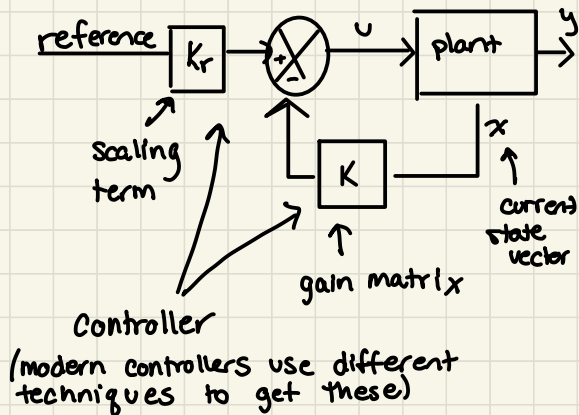 reference
Kr
+
-
u
plant
y
x
scaling
term
K
current
state
vector
gain matrix
controller
(modern controllers use different
techniques to get these)